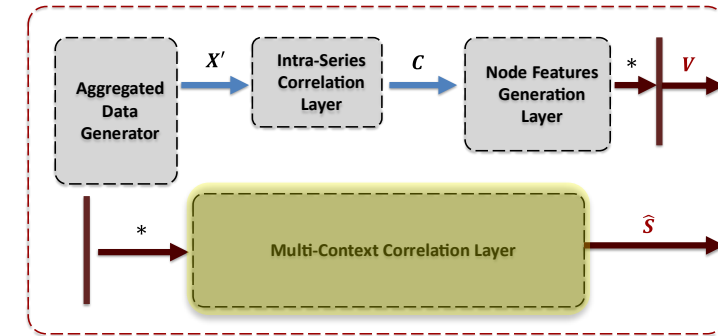 Aggregated
Data
Generator
X′
Intra-Series
Correlation
Layer
C
Node Features
Generation
Layer
*
V
*
Multi-Context Correlation Layer
Ŝ